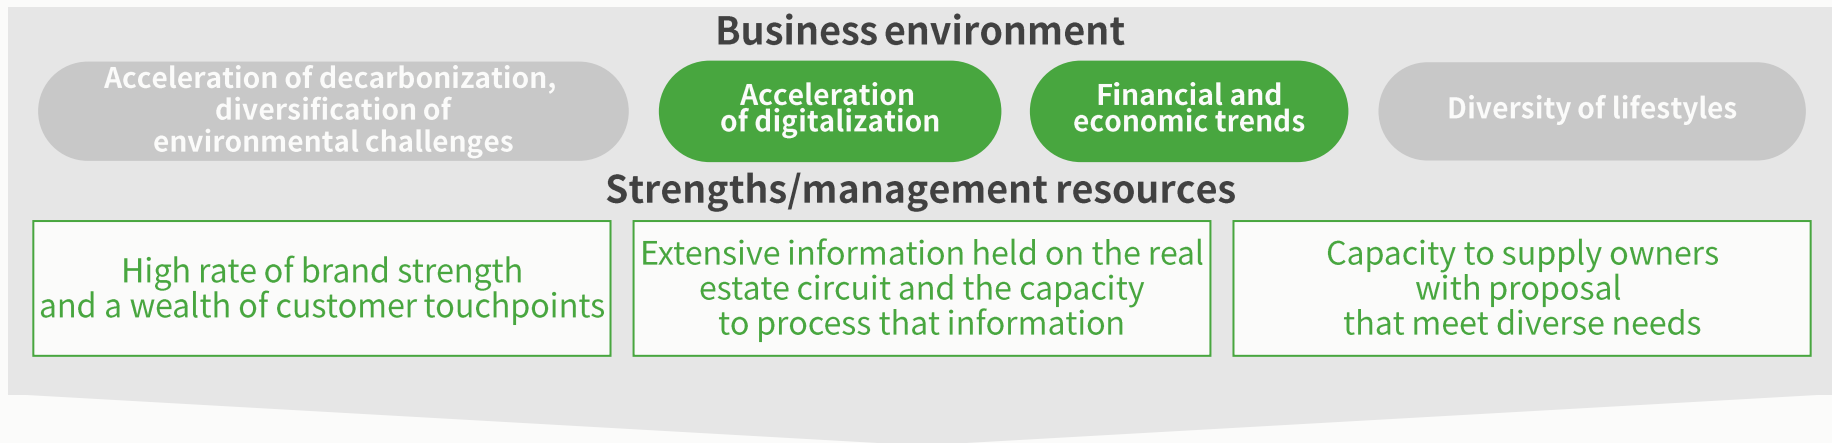 Business environment
Acceleration of decarbonization,
diversification of
environmental challenges
Acceleration
of digitalization
Financial and
economic trends
Diversity of lifestyles
Strengths/management resources
High rate of brand strength
and a wealth of customer touchpoints
Extensive information held on the real
estate circuit and the capacity
to process that information
Capacity to supply owners
with proposal
that meet diverse needs